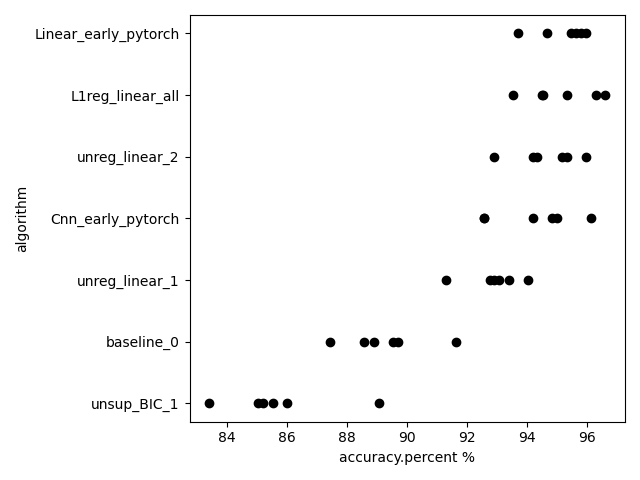 Linear_early_pytorch
L1reg_linear_all
unreg_linear_2
Cnn_early_pytorch
unreg_linear_1
baseline_0
unsup_BIC_1
algorithm
84 86 88 90 92 94 96
accuracy.percent %